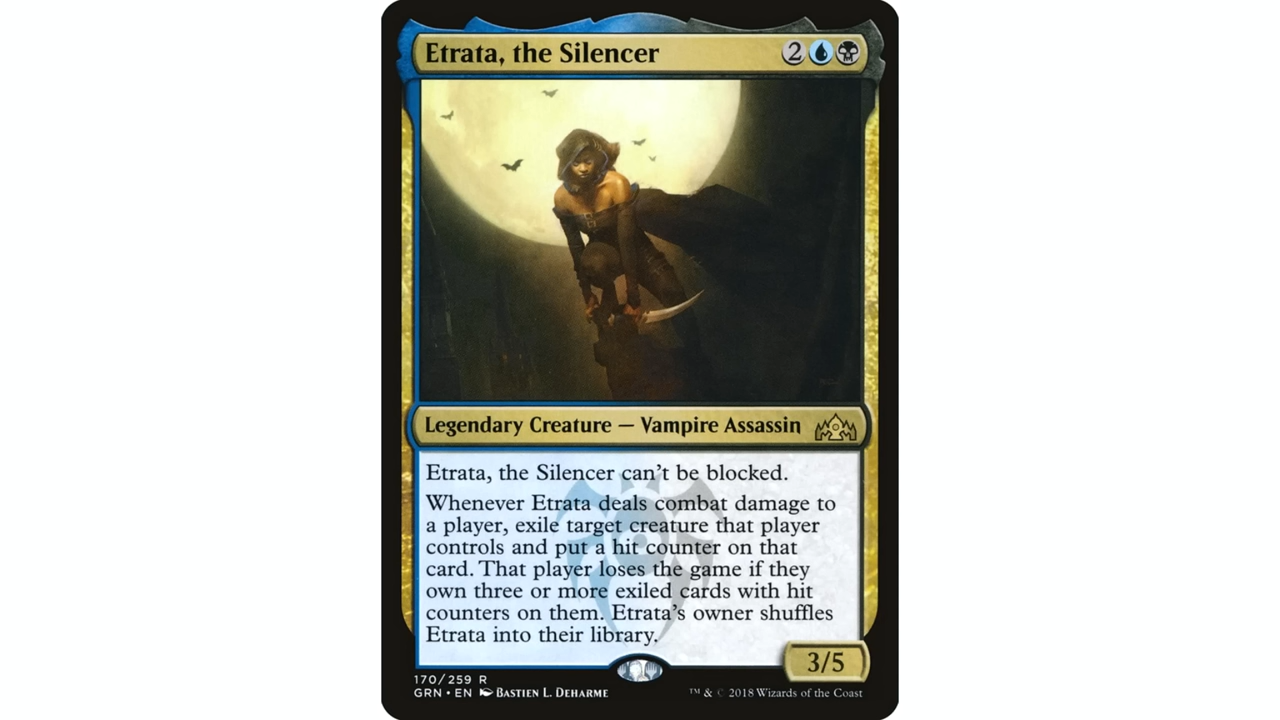 Etrata, the Silencer
2
Legendary Creature — Vampire Assassin
Etrata, the Silencer can't be blocked.
Whenever Etrata deals combat damage to
a player, exile target creature that player
controls and put a hit counter on that
card. That player loses the game if they
own three or more exiled cards with hit
counters on them. Etrata's owner shuffles
Etrata into their library.
3/5
170/259 R
GRN • EN Bastien L. Deharme
™ & © 2018 Wizards of the Coast